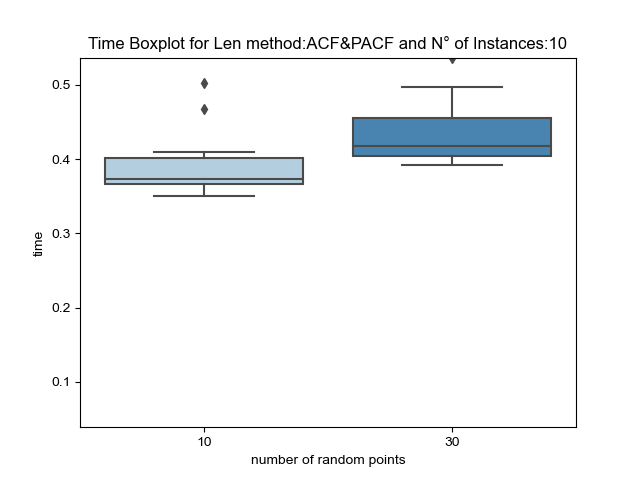 Time Boxplot for Len method:ACF&PACF and N° of Instances:10
0.5
0.4
0.3
0.2
0.1
time
10
30
number of random points